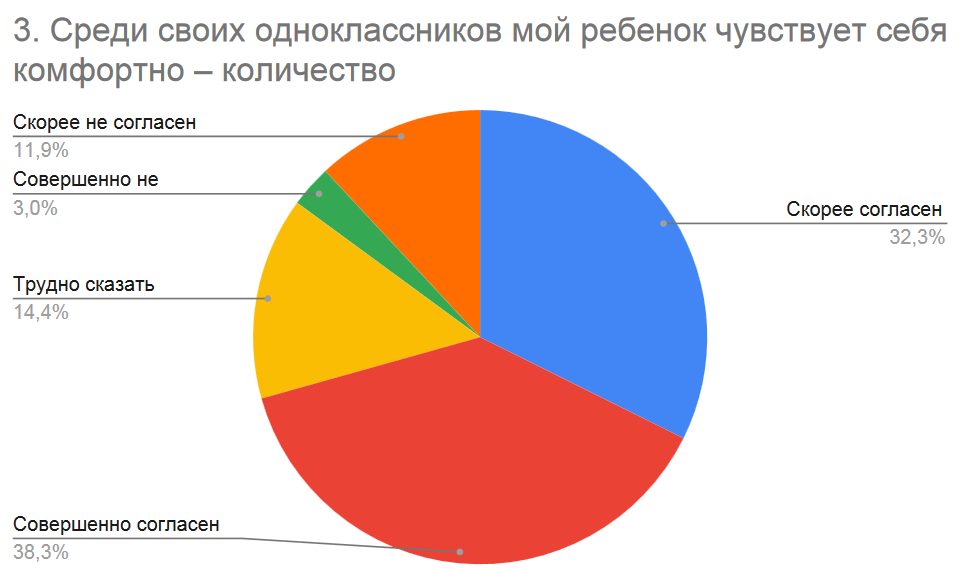 3. Среди своих одноклассников мой ребенок чувствует себя
комфортно – количество
Скорее не согласен
11,9%
Совершенно не
3,0%
Скорее согласен
32,3%
Трудно сказать
14,4%
Совершенно согласен
38,3%